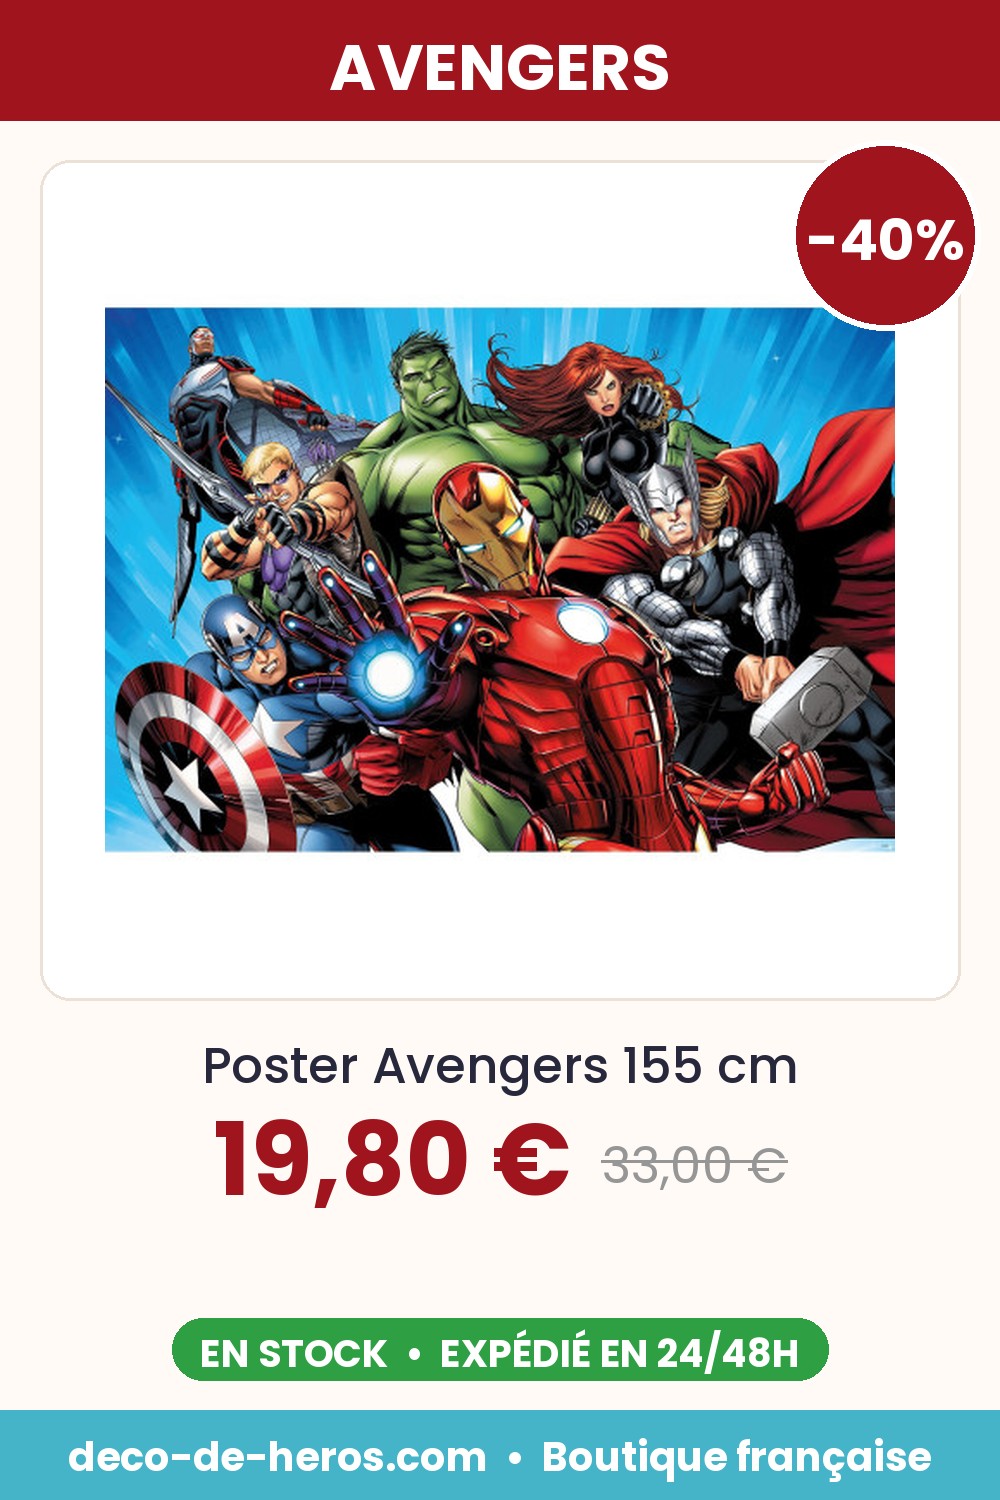 AVENGERS
-40%
Poster Avengers 155 cm
19,80 € 33,00 €
EN STOCK • EXPÉDIÉ EN 24/48H
deco-de-heros.com • Boutique française